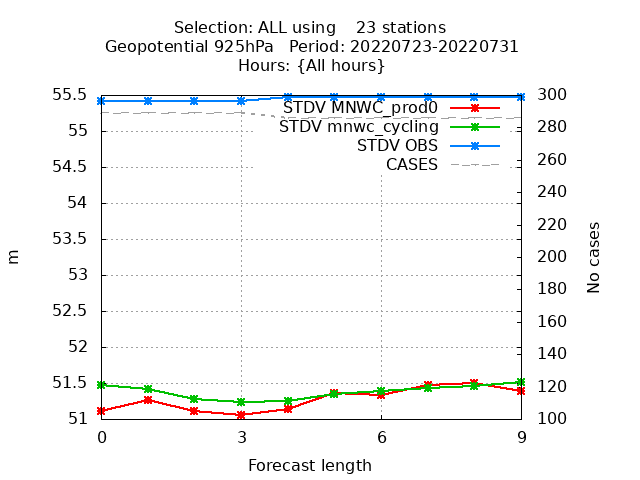 Selection: ALL using    23 stations
Geopotential 925hPa   Period: 20220723-20220731
Hours: {All hours}
55.5
55
54.5
54
53.5
53
52.5
52
51.5
51
m
STDV MNWC_prod0
STDV mnwc_cycling
STDV OBS
CASES
300
280
260
240
220
200
180
160
140
120
100
No cases
0
3
6
9
Forecast length